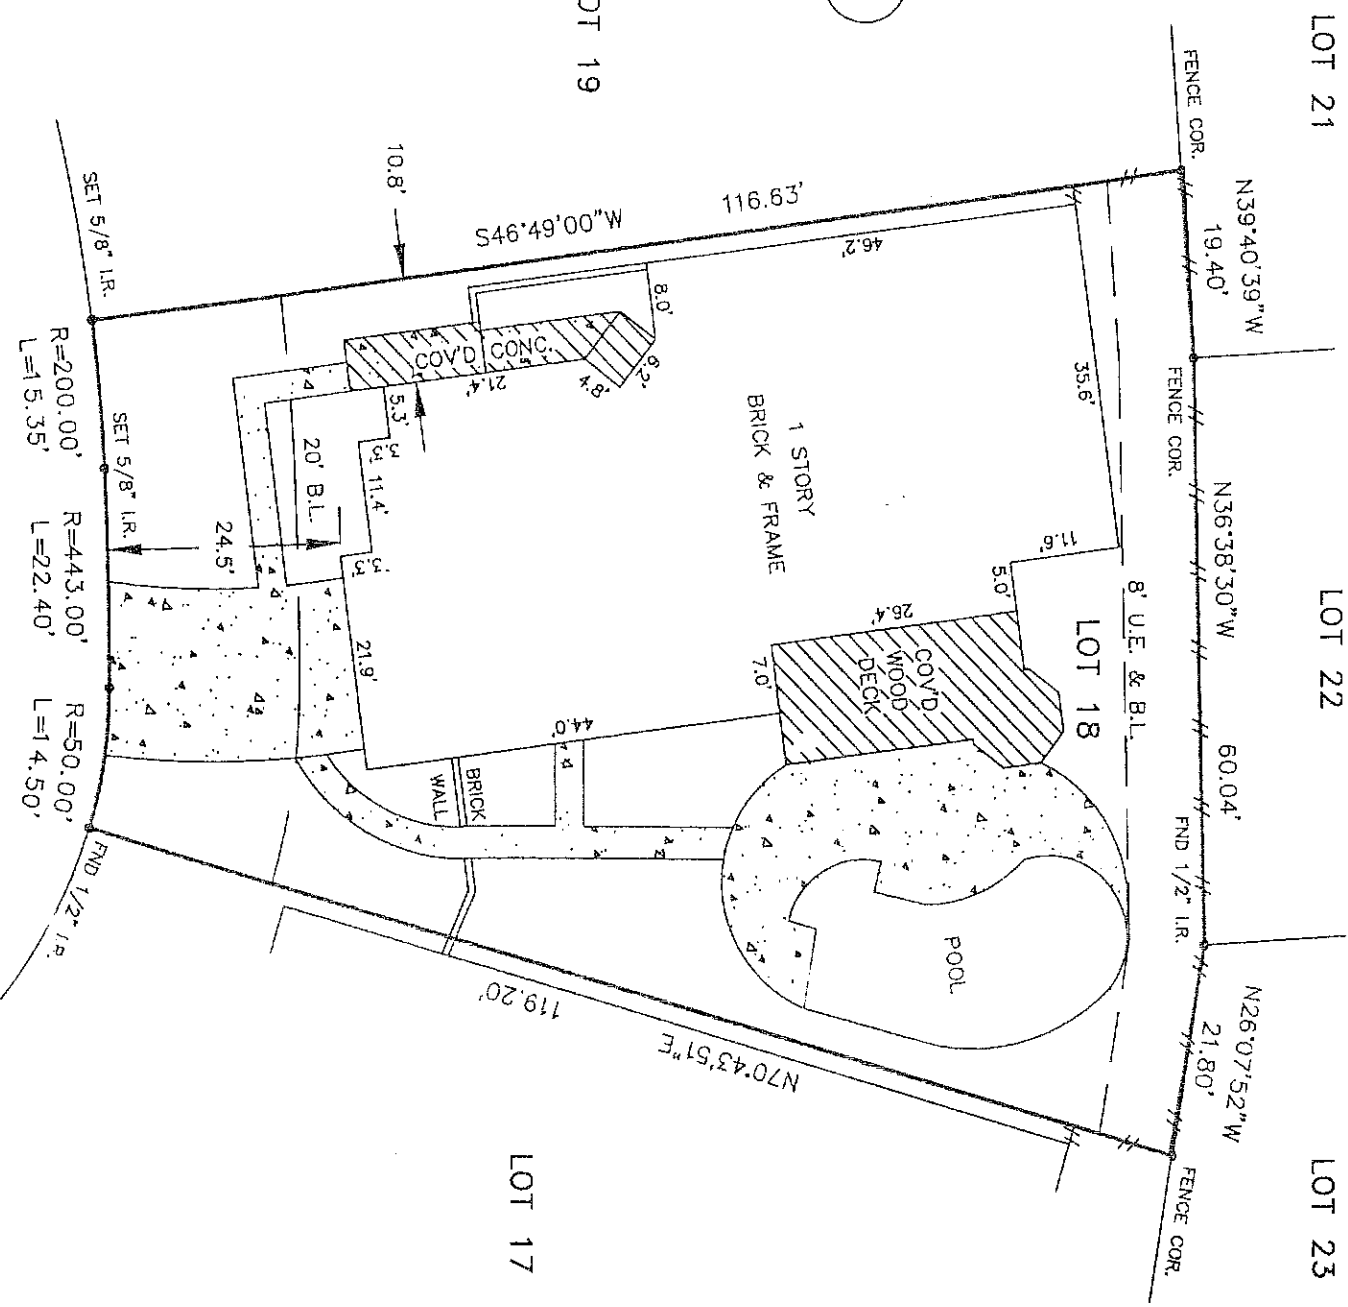 LOT 21
LOT 22
LOT 23
FENCE COR.
N39°40'39"W
19.40'
FENCE COR.
N36°38'30"W
60.04'
FND 1/2" I.R.
N26°07'52"W
21.80'
FENCE COR.
8' U.E. & B.L.
LOT 18
19
116.63'
S46°49'00"W
46.2'
35.6'
11.6'
5.0'
26.4'
COV'D
WOOD
DECK
7.0'
44.0'
1 STORY
BRICK & FRAME
8.0'
6.2'
4.8'
COV'D CONC.
21.4'
5.3'
3.3'
11.4'
3.3'
21.9'
10.8'
20' B.L.
24.5'
BRICK
WALL
POOL
119.20'
N70°43'51"E
LOT 17
SET 5/8" I.R.
SET 5/8" I.R.
FND 1/2" I.R.
R=200.00' R=443.00' R=50.00'
L=15.35' L=22.40' L=14.50'